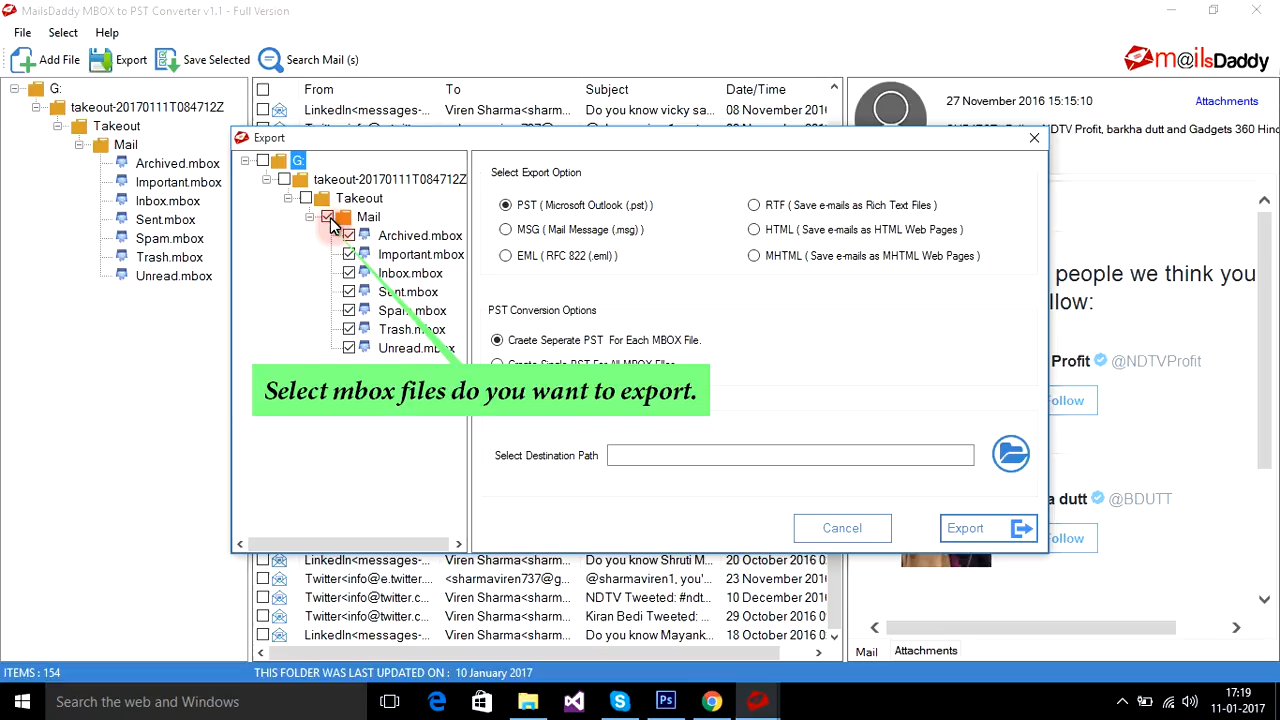 MailsDaddy MBOX to PST Converter v1.1 - Full Version
File Select Help
Add File Export Save Selected Search Mail (s)
m@ilsDaddy
G:
takeout-20170111T084712Z
Takeout
Mail
Archived.mbox
Important.mbox
Inbox.mbox
Sent.mbox
Spam.mbox
Trash.mbox
Unread.mbox
From To Subject Date/Time
LinkedIn<messages-... Viren Sharma<sharm... Do you know vicky sa... 08 November 201
27 November 2016 15:15:10 Attachments
NDTV Profit, barkha dutt and Gadgets 360 Hind
Export
G:
takeout-20170111T084712Z
Takeout
Mail
Archived.mbox
Important.mbox
Inbox.mbox
Sent.mbox
Spam.mbox
Trash.mbox
Unread.mbox
Select Export Option
PST ( Microsoft Outlook (.pst) )
MSG ( Mail Message (.msg) )
EML ( RFC 822 (.eml) )
RTF ( Save e-mails as Rich Text Files )
HTML ( Save e-mails as HTML Web Pages )
MHTML ( Save e-mails as MHTML Web Pages )
PST Conversion Options
Craete Seperate PST For Each MBOX File.
Select mbox files do you want to export.
Select Destination Path
Cancel
Export
people we think you
llow:
Profit @NDTVProfit
ollow
a dutt @BDUTT
ollow
LinkedIn<messages-... Viren Sharma<sharm... Do you know Shruti M... 20 October 2016 0
Twitter<info@e.twitter... <sharmaviren737@g... @sharmaviren1, you'... 23 November 201
Twitter<info@twitter.c... Viren Sharma<sharm... NDTV Tweeted: #ndt... 10 December 201
Twitter<info@twitter.c... Viren Sharma<sharm... Kiran Bedi Tweeted: ... 29 October 2016 0
LinkedIn<messages-... Viren Sharma<sharm... Do you know Mayank... 18 October 2016 0
Mail Attachments
ITEMS : 154 THIS FOLDER WAS LAST UPDATED ON : 10 January 2017
Search the web and Windows
17:19
11-01-2017